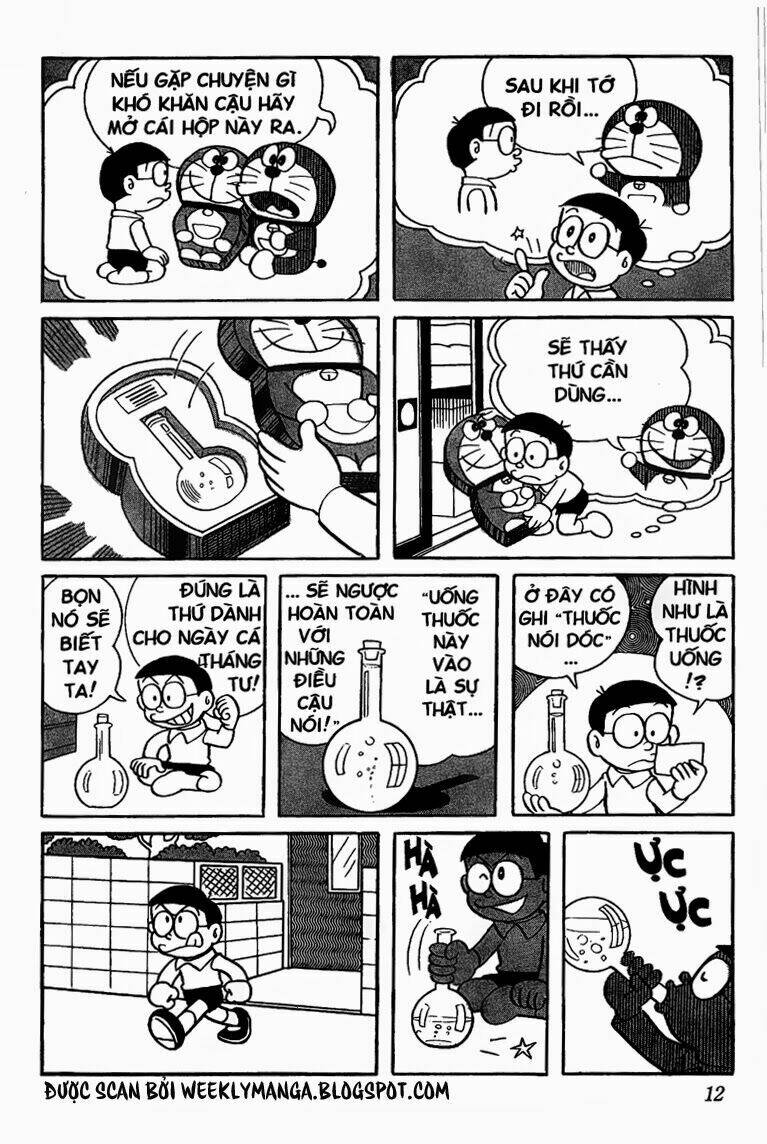 SAU KHI TỚ
ĐI RỒI...
NẾU GẶP CHUYỆN GÌ
KHÓ KHĂN CẬU HÃY
MỞ CÁI HỘP NÀY RA.
SẼ THẤY
THỨ CẦN
DÙNG...
HÌNH
NHƯ LÀ
THUỐC
UỐNG!?
Ở ĐÂY CÓ
GHI "THUỐC
NÓI DÓC"
...
"UỐNG
THUỐC
NÀY
VÀO
LÀ SỰ
THẬT...
... SẼ NGƯỢC
HOÀN TOÀN
VỚI
NHỮNG
ĐIỀU
CẬU
NÓI!"
ĐÚNG LÀ
THỨ DÀNH
CHO NGÀY CÁ
THÁNG
TƯ!
BỌN
NÓ SẼ
BIẾT
TAY
TA!
ỰC
ỰC
HÀ
HÀ
ĐƯỢC SCAN BỞI WEEKLYMANGA.BLOGSPOT.COM
12